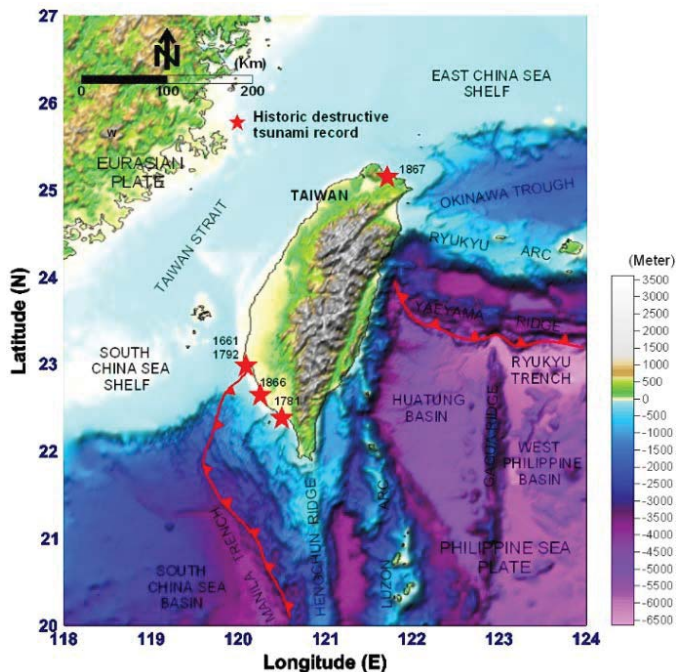 27
26
25
24
23
22
21
20
Latitude (N)
N
(Km)
0
100
200
EAST CHINA SEA
SHELF
Historic destructive
tsunami record
EURASIAN
PLATE
1867
TAIWAN
OKINAWA TROUGH
TAIWAN STRAIT
RYUKYU
ARC
YAEYAMA
RIDGE
1661
1792
SOUTH
CHINA SEA
SHELF
RYUKYU
TRENCH
1866
1781
HUATUNG
BASIN
GAGUA RIDGE
WEST
PHILIPPINE
BASIN
ARC
PHILIPPINE SEA
PLATE
MANILA TRENCH
HENGCHUN RIDGE
SOUTH
CHINA SEA
BASIN
LUZON
118
119
120
121
122
123
124
Longitude (E)
(Meter)
3500
3000
2500
2000
1500
1000
500
0
-500
-1000
-1500
-2000
-2500
-3000
-3500
-4000
-4500
-5000
-5500
-6000
-6500